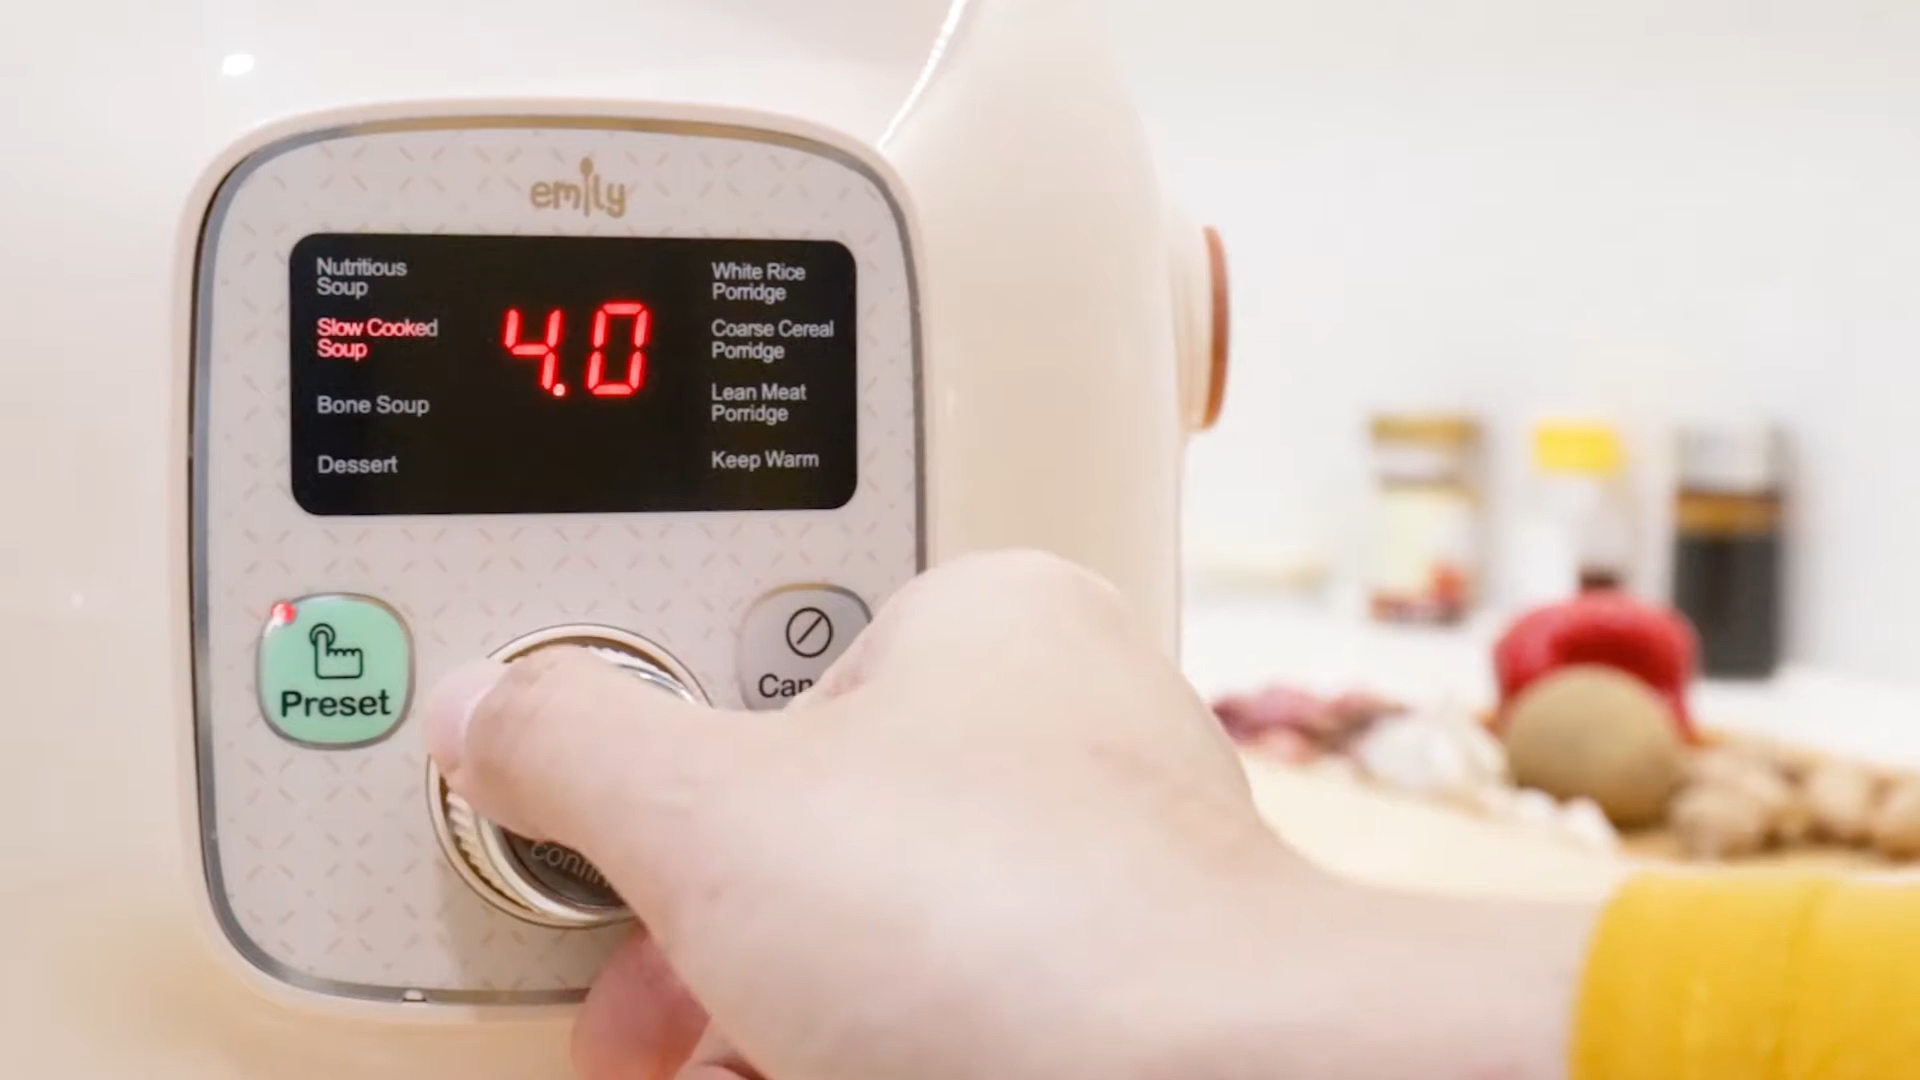 emily
Nutritious
Soup
Slow Cooked
Soup
Bone Soup
Dessert
4.0
White Rice
Porridge
Coarse Cereal
Porridge
Lean Meat
Porridge
Keep Warm
Preset